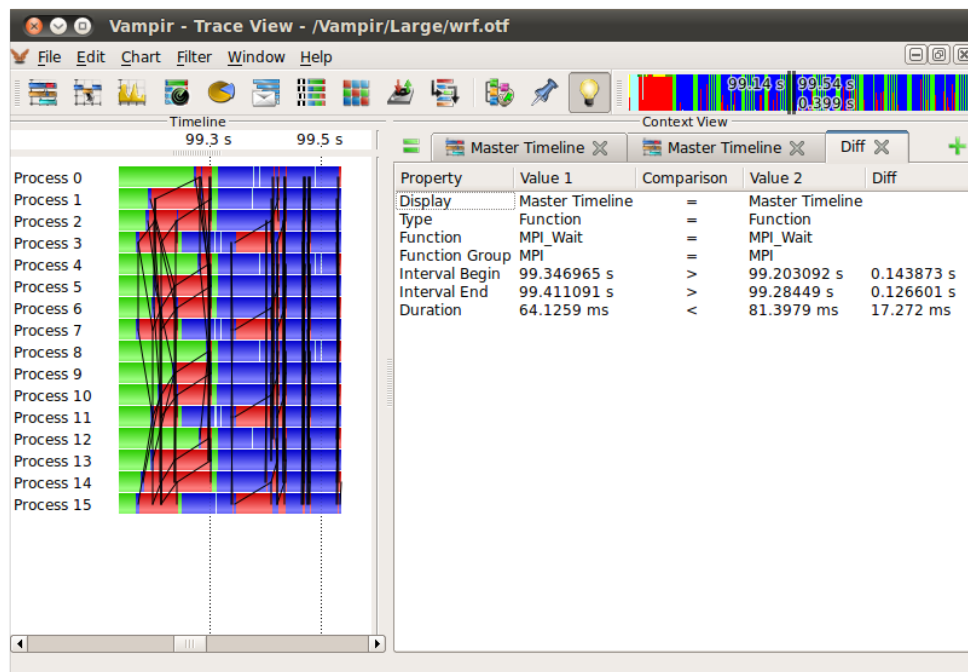 Vampir - Trace View - /Vampir/Large/wrf.otf
File Edit Chart Filter Window Help
99.14 s 99.54 s
0.399 s
Timeline
99.3 s 99.5 s
Process 0
Process 1
Process 2
Process 3
Process 4
Process 5
Process 6
Process 7
Process 8
Process 9
Process 10
Process 11
Process 12
Process 13
Process 14
Process 15
Context View
Master Timeline Master Timeline Diff
Property Value 1 Comparison Value 2 Diff
Display Master Timeline = Master Timeline
Type Function = Function
Function MPI_Wait = MPI_Wait
Function Group MPI = MPI
Interval Begin 99.346965 s > 99.203092 s 0.143873 s
Interval End 99.411091 s > 99.28449 s 0.126601 s
Duration 64.1259 ms < 81.3979 ms 17.272 ms